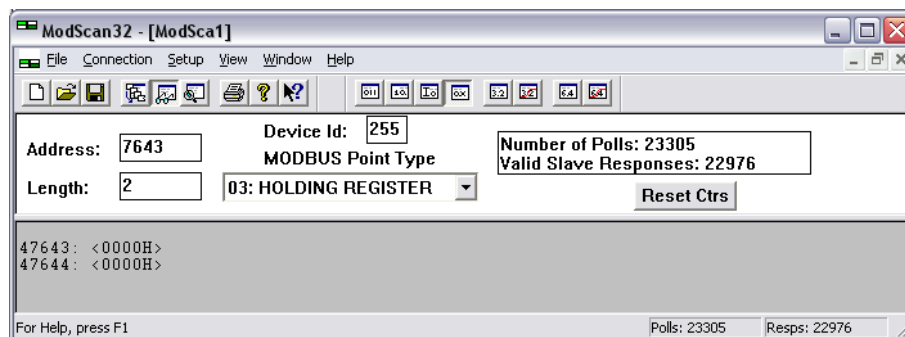 ModScan32 - [ModSca1]
File Connection Setup View Window Help
Address: 7643
Device Id: 255
MODBUS Point Type
Length: 2
03: HOLDING REGISTER
Number of Polls: 23305
Valid Slave Responses: 22976
Reset Ctrs
47643: <0000H>
47644: <0000H>
For Help, press F1
Polls: 23305
Resps: 22976